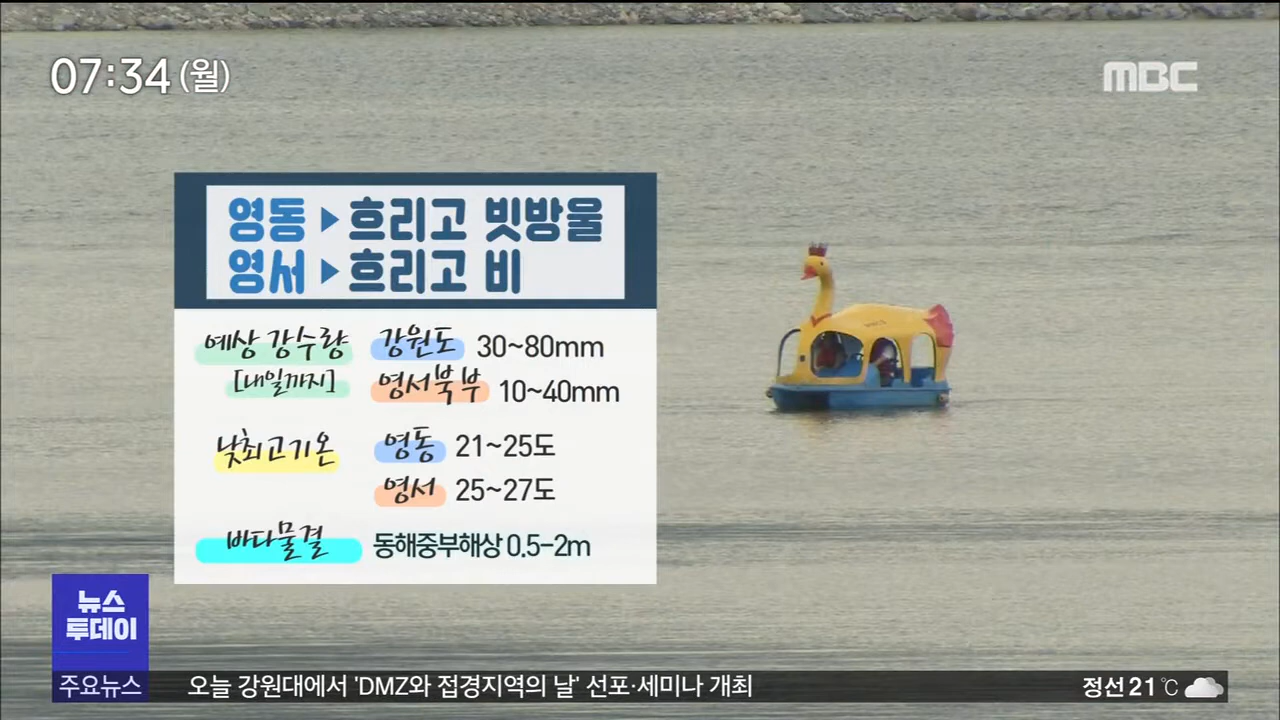 07:34 (월)
MBC
영동 ▶ 흐리고 빗방울
영서 ▶ 흐리고 비
예상 강수량 강원도 30~80mm
[내일까지] 영서북부 10~40mm
낮최고기온 영동 21~25도
영서 25~27도
바다물결 동해중부해상 0.5-2m
뉴스
투데이
주요뉴스 오늘 강원대에서 'DMZ와 접경지역의 날' 선포·세미나 개최 정선 21℃